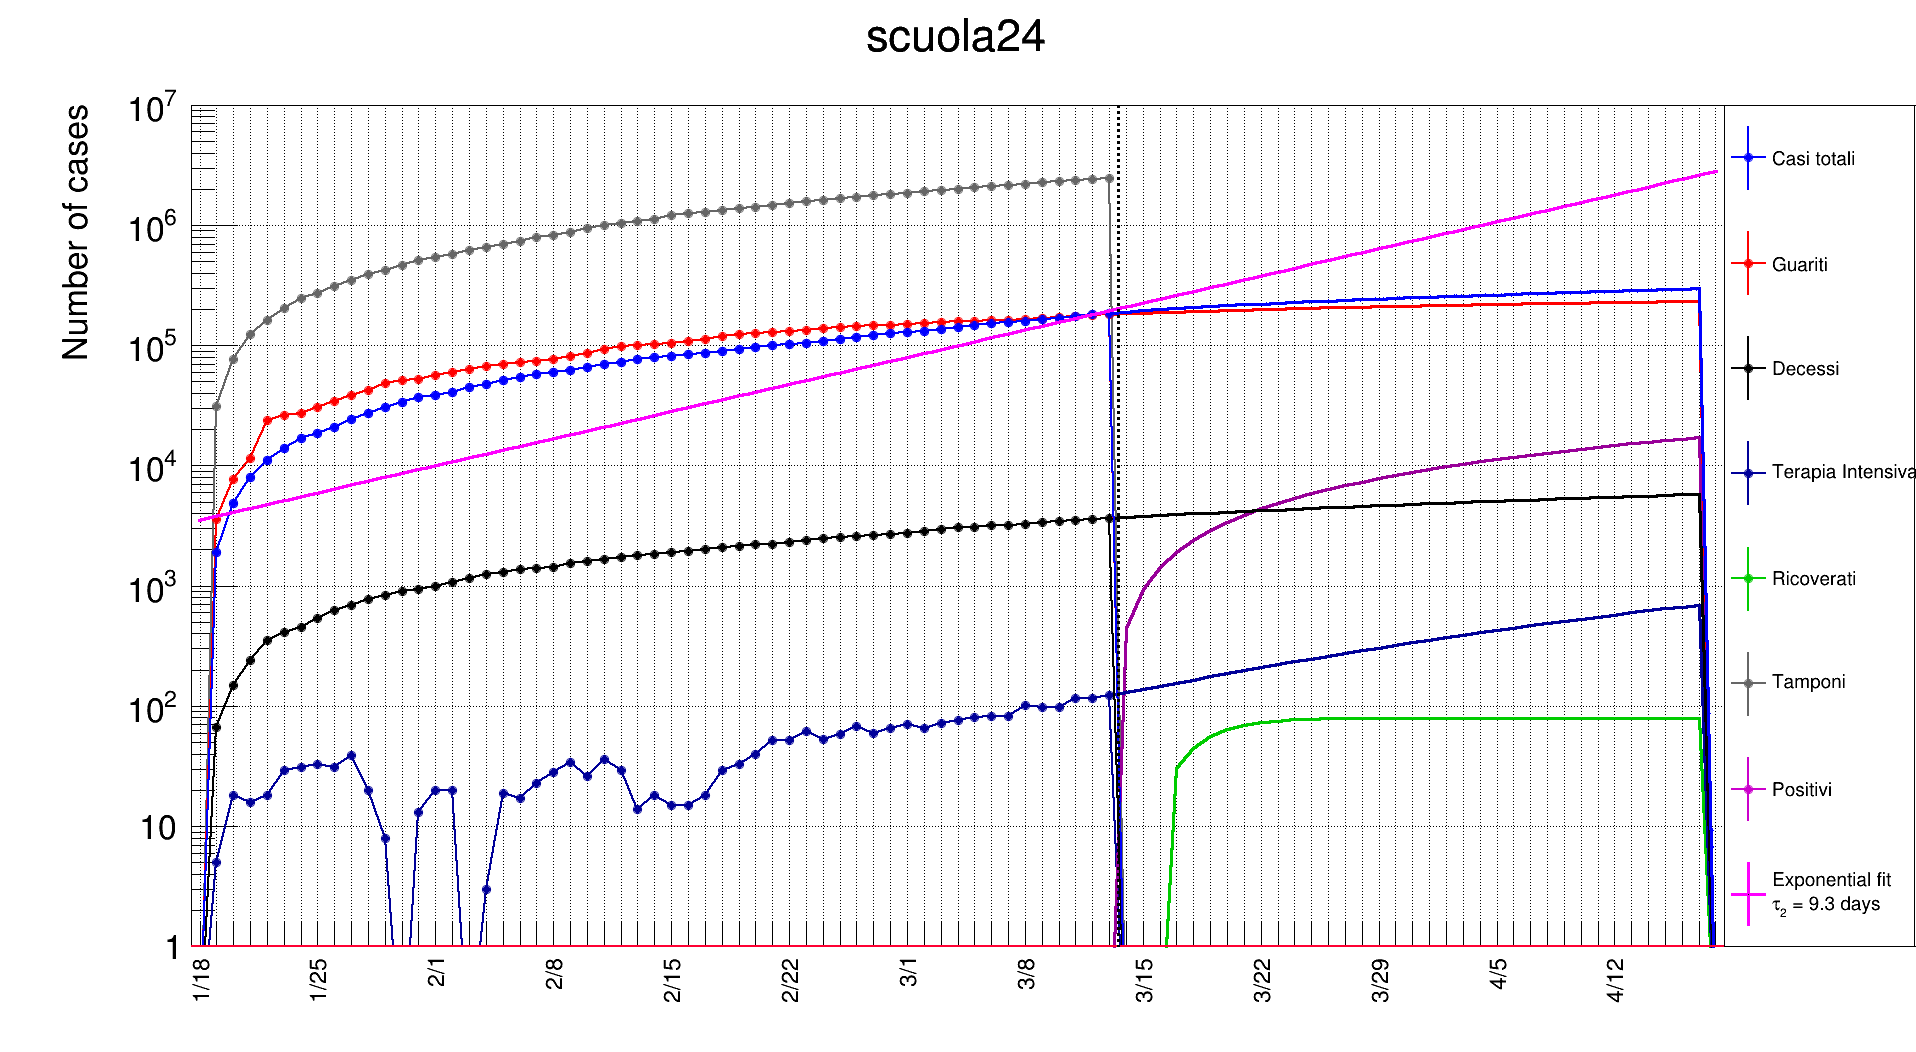 scuola24
Number of cases
10^7
10^6
10^5
10^4
10^3
10^2
10
1
1/18
1/25
2/1
2/8
2/15
2/22
3/1
3/8
3/15
3/22
3/29
4/5
4/12
Casi totali
Guariti
Decessi
Terapia Intensiva
Ricoverati
Tamponi
Positivi
Exponential fit
τ₂ = 9.3 days